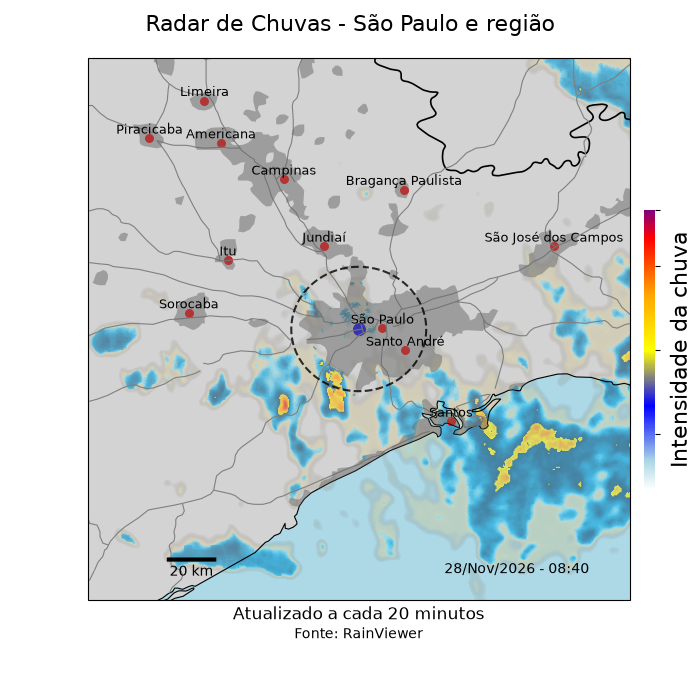 Radar de Chuvas - São Paulo e região
Limeira
Piracicaba
Americana
Campinas
Bragança Paulista
Jundiaí
São José dos Campos
Itu
Sorocaba
São Paulo
Santo André
Santos
Intensidade da chuva
20 km
28/Nov/2026 - 08:40
Atualizado a cada 20 minutos
Fonte: RainViewer